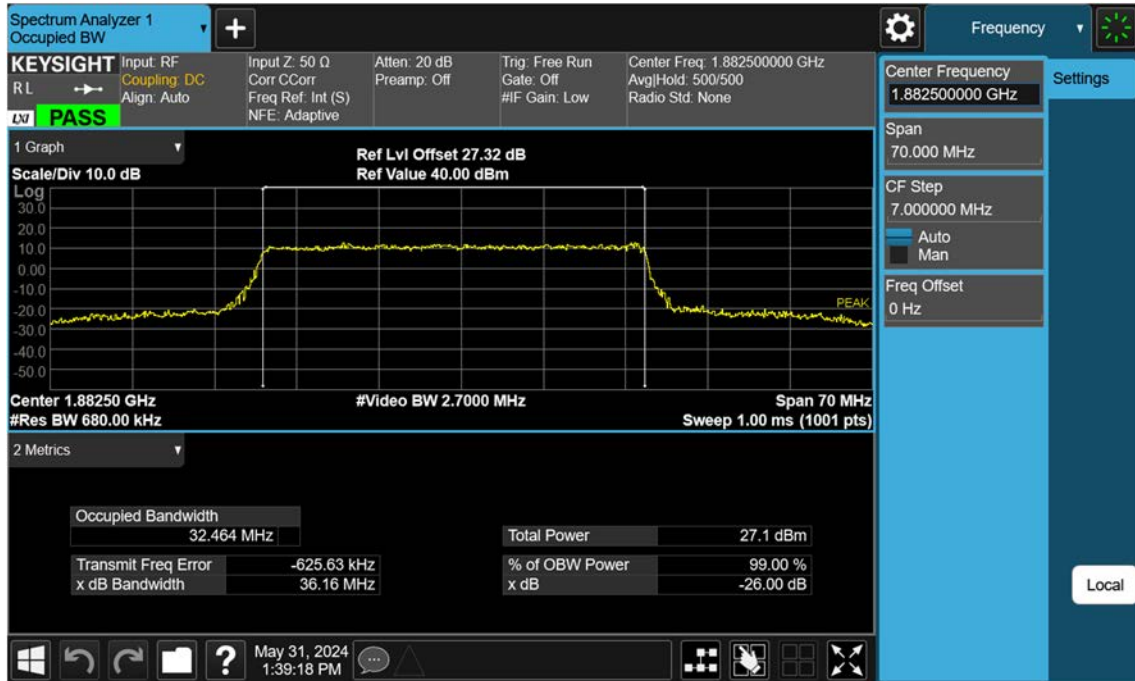 Spectrum Analyzer 1
Occupied BW
Frequency
KEYSIGHT
R L
LXI
PASS
Input: RF
Coupling: DC
Align: Auto
Input Z: 50 Ω
Corr CCorr
Freq Ref: Int (S)
NFE: Adaptive
Atten: 20 dB
Preamp: Off
Trig: Free Run
Gate: Off
#IF Gain: Low
Center Freq: 1.882500000 GHz
Avg|Hold: 500/500
Radio Std: None
Center Frequency
1.882500000 GHz
Settings
Span
70.000 MHz
CF Step
7.000000 MHz
Auto
Man
Freq Offset
0 Hz
Local
1 Graph
Scale/Div 10.0 dB
Ref Lvl Offset 27.32 dB
Ref Value 40.00 dBm
Log
30.0
20.0
10.0
0.00
-10.0
-20.0
-30.0
-40.0
-50.0
PEAK
Center 1.88250 GHz
#Video BW 2.7000 MHz
Span 70 MHz
#Res BW 680.00 kHz
Sweep 1.00 ms (1001 pts)
2 Metrics
Occupied Bandwidth
32.464 MHz
Total Power 27.1 dBm
Transmit Freq Error -625.63 kHz
% of OBW Power 99.00 %
x dB Bandwidth 36.16 MHz
x dB -26.00 dB
?
May 31, 2024
1:39:18 PM